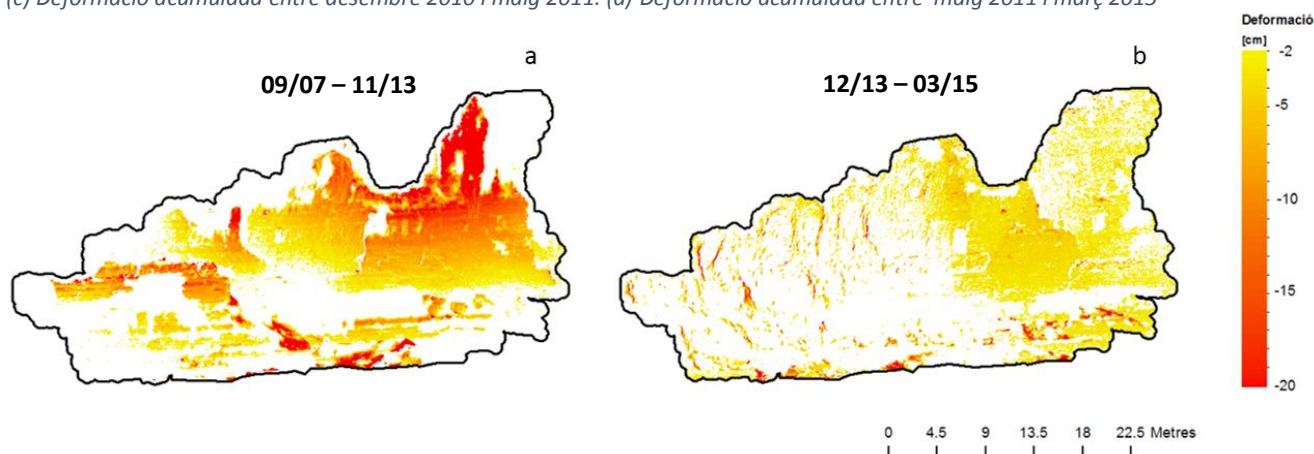 (c) Deformació acumulada entre desembre 2010 i maig 2011. (d) Deformació acumulada entre maig 2011 i març 2015
Deformació
[cm]
a
b
09/07 – 11/13
12/13 – 03/15
-2
-5
-10
-15
-20
0 4.5 9 13.5 18 22.5 Metres